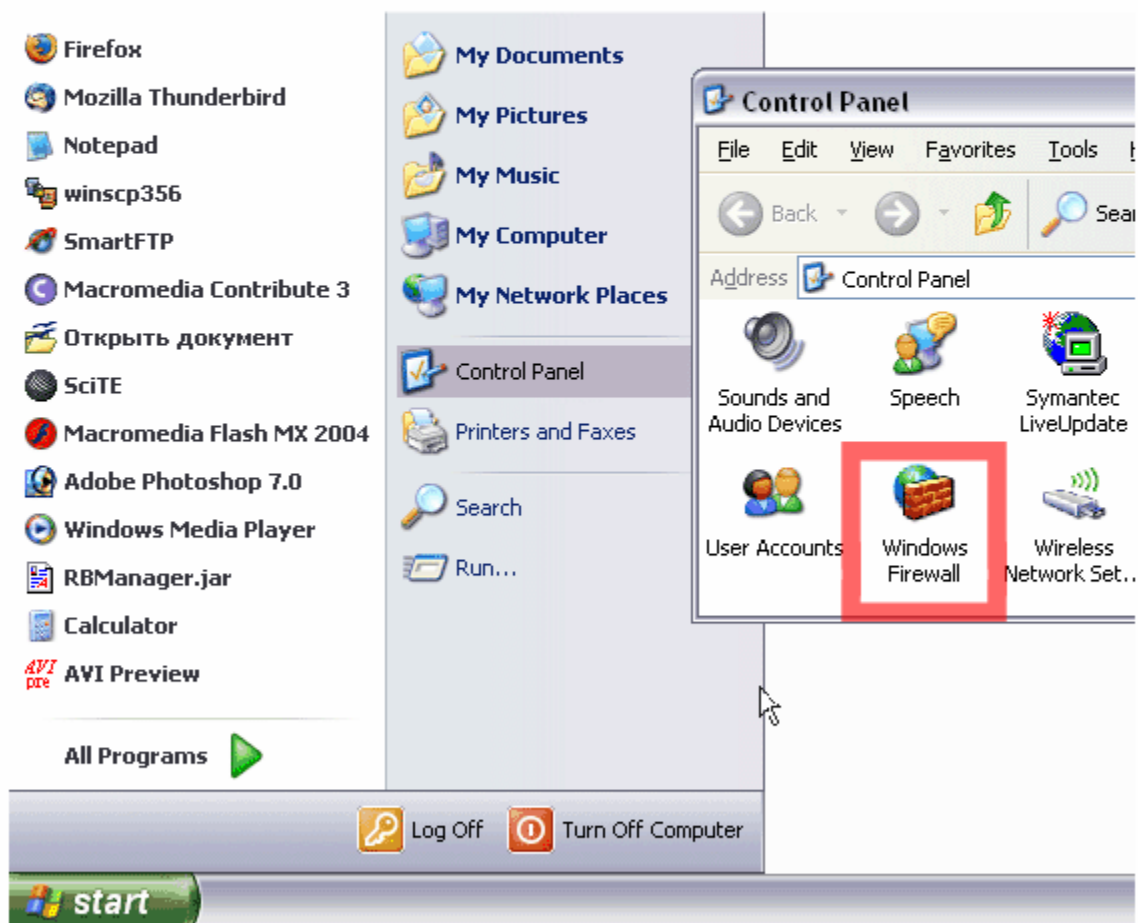 Firefox
Mozilla Thunderbird
Notepad
winscp356
SmartFTP
Macromedia Contribute 3
Открыть документ
SciTE
Macromedia Flash MX 2004
Adobe Photoshop 7.0
Windows Media Player
RBManager.jar
Calculator
AVI pre
AVI Preview
All Programs
My Documents
My Pictures
My Music
My Computer
My Network Places
Control Panel
Printers and Faxes
Search
Run...
Log Off
Turn Off Computer
start
Control Panel
File Edit View Favorites Tools
Back
Address Control Panel
Sounds and
Audio Devices
Speech
Symantec
LiveUpdate
User Accounts
Windows
Firewall
Wireless
Network Set...